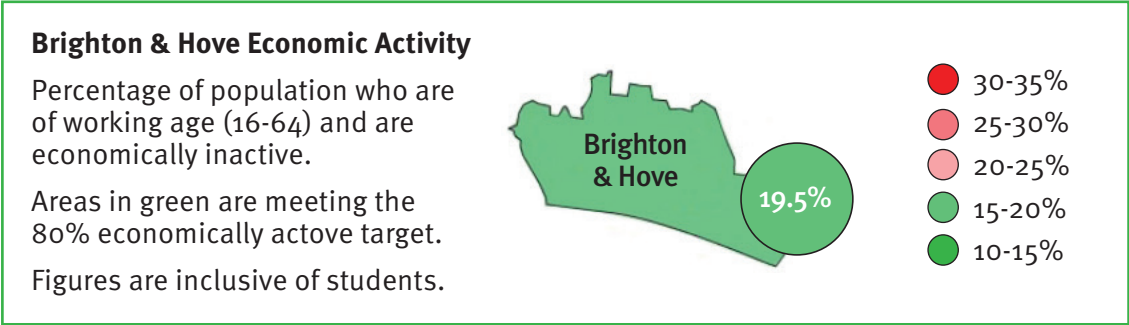 Brighton & Hove Economic Activity
Percentage of population who are
of working age (16-64) and are
economically inactive.
Areas in green are meeting the
80% economically actove target.
Figures are inclusive of students.
Brighton
& Hove
19.5%
30-35%
25-30%
20-25%
15-20%
10-15%